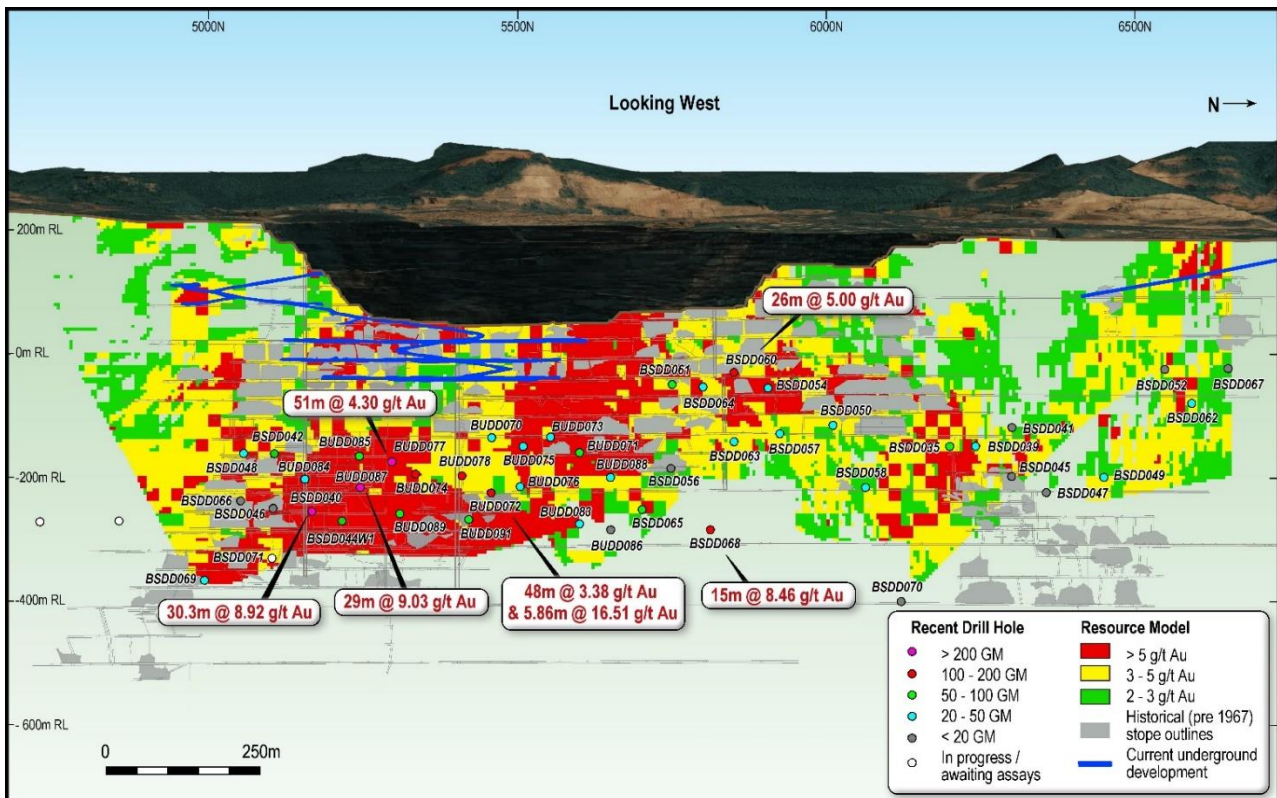 5000N 5500N 6000N 6500N
Looking West
N
200m RL
26m @ 5.00 g/t Au
0m RL
BSDD060
BSDD061
BSDD054
BSDD052
BSDD067
BSDD064
51m @ 4.30 g/t Au
BSDD050
BSDD062
BUDD073
BSDD042
BUDD085
BUDD077
BUDD070
BSDD041
BUDD071
BSDD057
BSDD035
BSDD039
BSDD063
BUDD078
BUDD075
BUDD088
BSDD048
BUDD084
BSDD045
BUDD087
BSDD058
BSDD049
BUDD074
BUDD076
BSDD056
BSDD040
BSDD047
BSDD066
BUDD072
BSDD046
BUDD083
BSDD065
BUDD089
BUDD091
BSDD044W1
BUDD086
BSDD068
BSDD071
BSDD069
BSDD070
30.3m @ 8.92 g/t Au
29m @ 9.03 g/t Au
48m @ 3.38 g/t Au
& 5.86m @ 16.51 g/t Au
15m @ 8.46 g/t Au
-200m RL
-400m RL
-600m RL
0 250m
Recent Drill Hole
> 200 GM
100 - 200 GM
50 - 100 GM
20 - 50 GM
< 20 GM
In progress /
awaiting assays
Resource Model
> 5 g/t Au
3 - 5 g/t Au
2 - 3 g/t Au
Historical (pre 1967)
stope outlines
Current underground
development